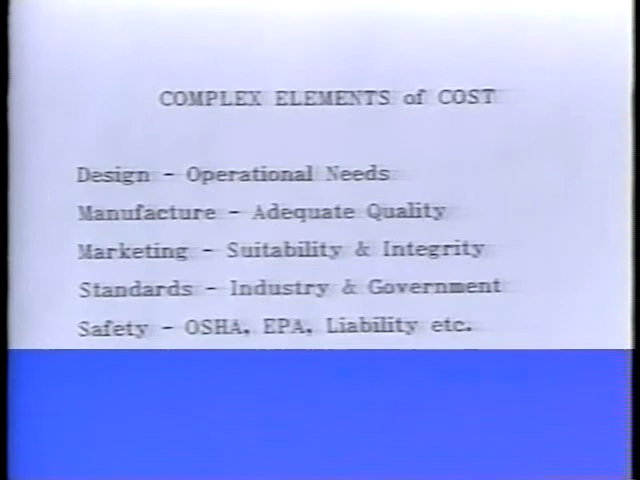 COMPLEX ELEMENTS of COST
Design - Operational Needs
Manufacture - Adequate Quality
Marketing - Suitability & Integrity
Standards - Industry & Government
Safety - OSHA, EPA, Liability etc.